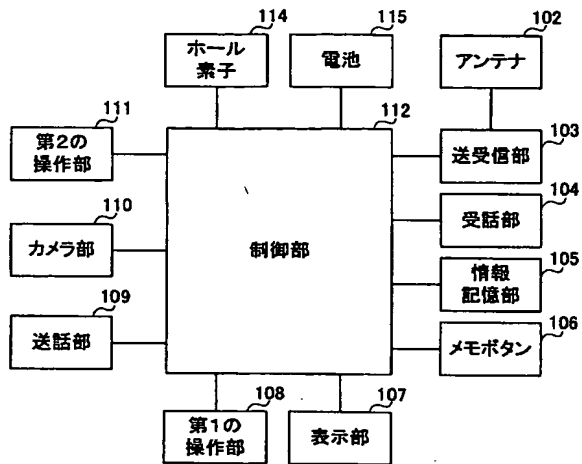 114
ホール
素子
115
電池
102
アンテナ
111
第2の
操作部
112
制御部
103
送受信部
110
カメラ部
104
受話部
105
情報
記憶部
109
送話部
106
メモボタン
108
第1の
操作部
107
表示部